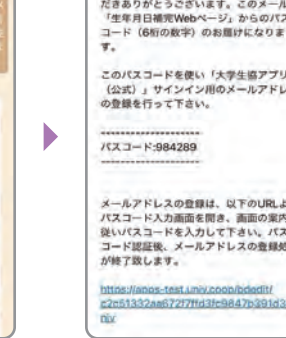 だきありがとうございます。このメール
「生年月日補完Webページ」からのパス
コード（6桁の数字）のお届けになりま
す。
このパスコードを使い「大学生協アプリ
（公式）」サインイン用のメールアドレ
の登録を行って下さい。
--------------------
パスコード:984289
--------------------
メールアドレスの登録は、以下のURLよ
パスコード入力画面を開き、画面の案内
従いパスコードを入力して下さい。パス
コード認証後、メールアドレスの登録処
が終了致します。
https://apps-test.univ.coop/bdedit/
c2c51332aa672f7ffd3fc9847b391d3